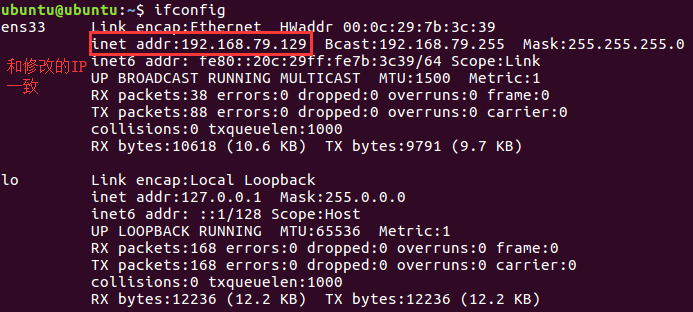 ubuntu@ubuntu:~$ ifconfig
ens33 Link encap:Ethernet HWaddr 00:0c:29:7b:3c:39
inet addr:192.168.79.129 Bcast:192.168.79.255 Mask:255.255.255.0
inet6 addr: fe80::20c:29ff:fe7b:3c39/64 Scope:Link
和修改的IP
一致
UP BROADCAST RUNNING MULTICAST MTU:1500 Metric:1
RX packets:38 errors:0 dropped:0 overruns:0 frame:0
TX packets:88 errors:0 dropped:0 overruns:0 carrier:0
collisions:0 txqueuelen:1000
RX bytes:10618 (10.6 KB) TX bytes:9791 (9.7 KB)
lo Link encap:Local Loopback
inet addr:127.0.0.1 Mask:255.0.0.0
inet6 addr: ::1/128 Scope:Host
UP LOOPBACK RUNNING MTU:65536 Metric:1
RX packets:168 errors:0 dropped:0 overruns:0 frame:0
TX packets:168 errors:0 dropped:0 overruns:0 carrier:0
collisions:0 txqueuelen:1000
RX bytes:12236 (12.2 KB) TX bytes:12236 (12.2 KB)